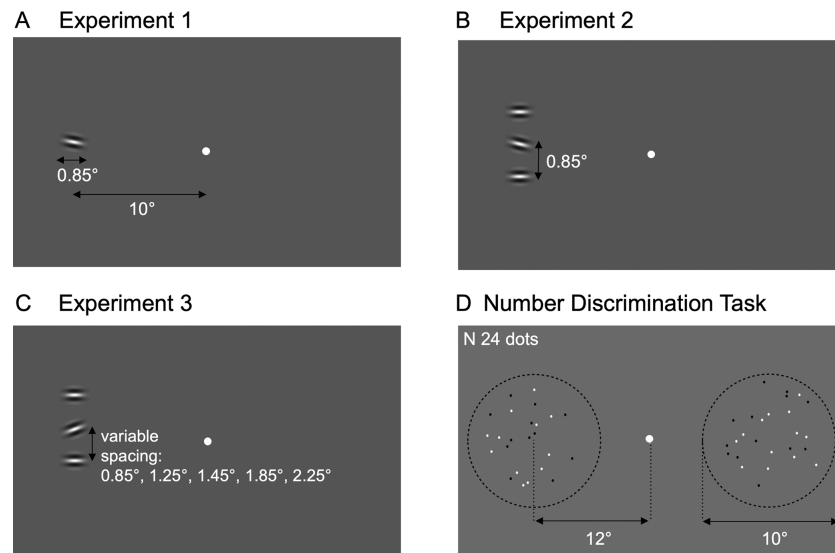 A Experiment 1
0.85°
10°
B Experiment 2
0.85°
C Experiment 3
variable
spacing:
0.85°, 1.25°, 1.45°, 1.85°, 2.25°
D Number Discrimination Task
N 24 dots
12°
10°